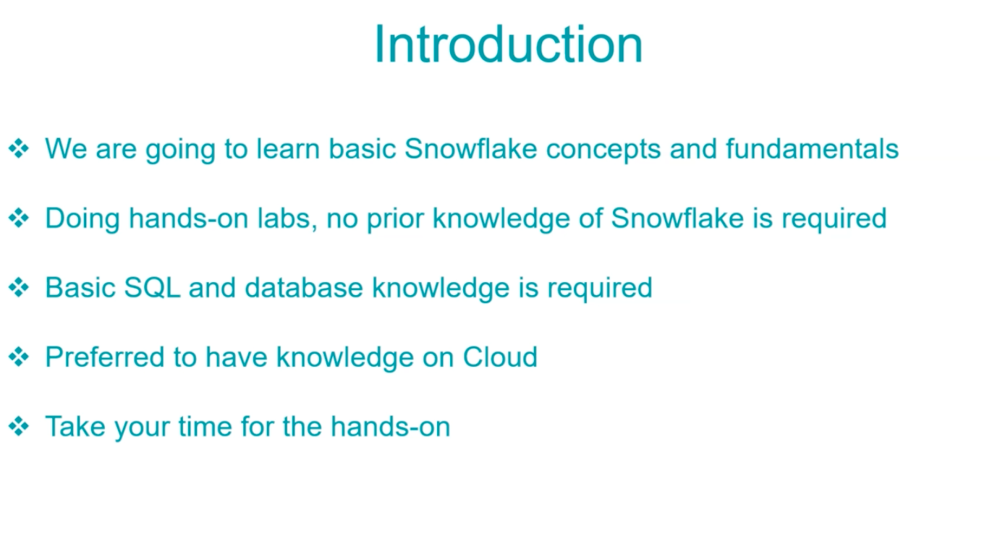 Introduction
❖ We are going to learn basic Snowflake concepts and fundamentals
❖ Doing hands-on labs, no prior knowledge of Snowflake is required
❖ Basic SQL and database knowledge is required
❖ Preferred to have knowledge on Cloud
❖ Take your time for the hands-on